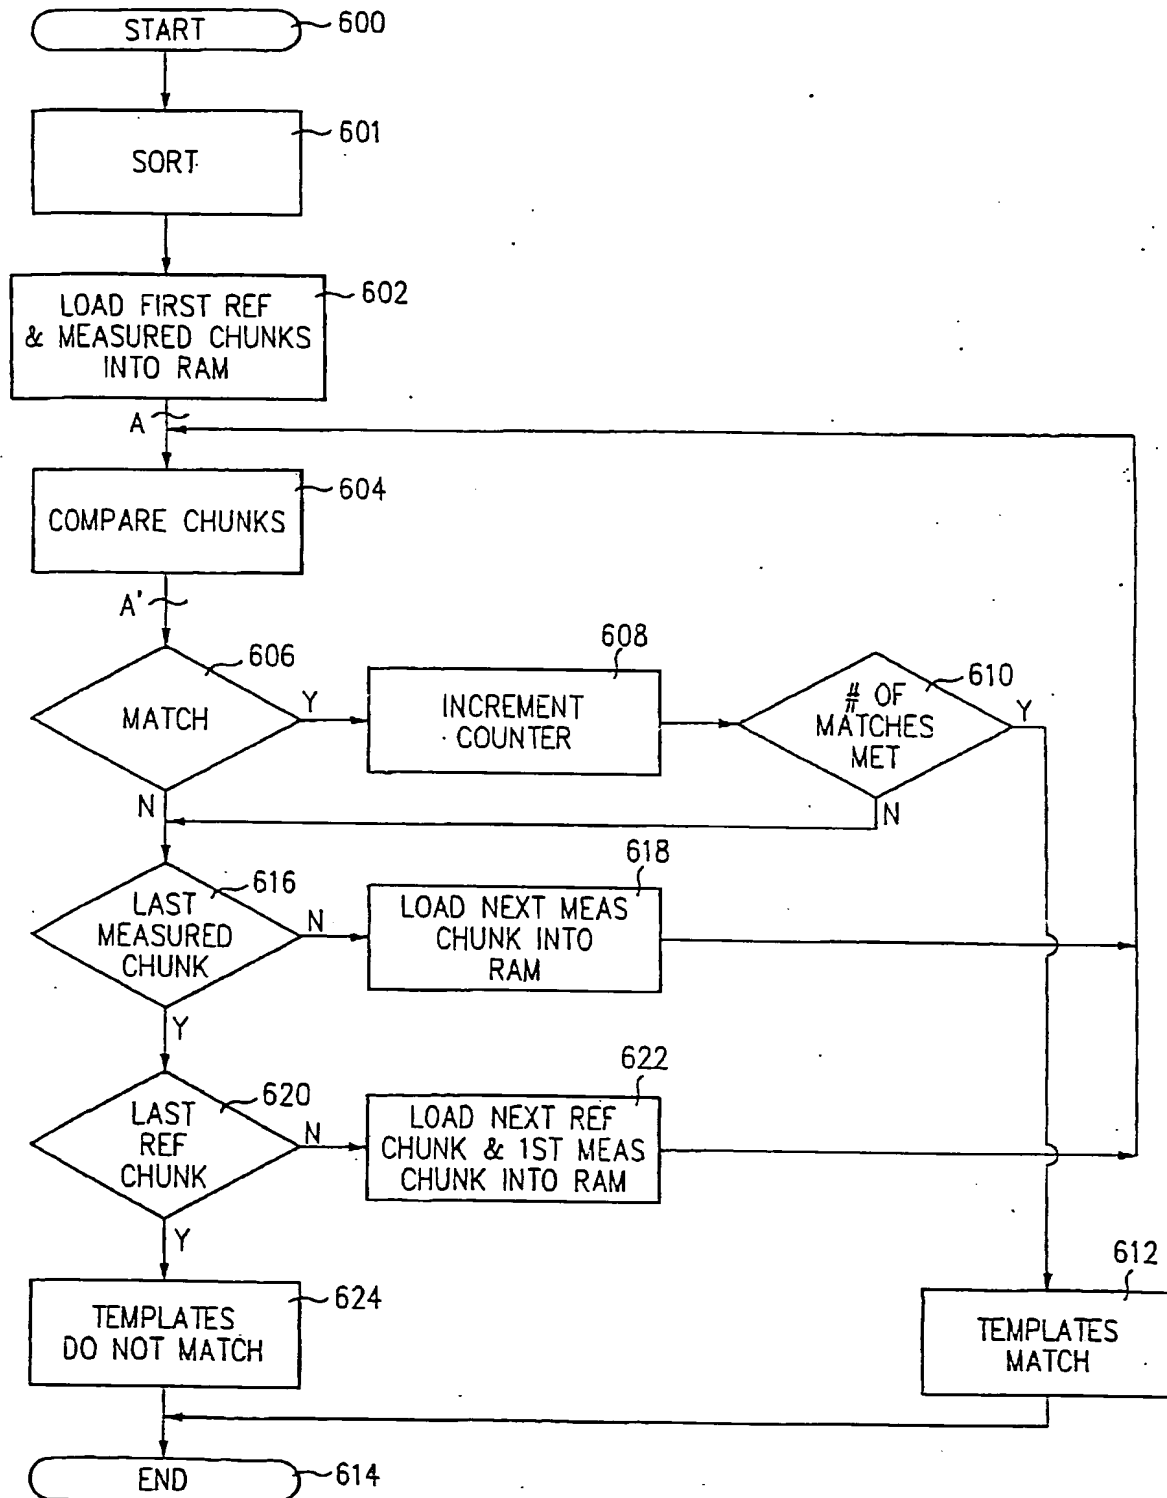 START
600
SORT
601
LOAD FIRST REF
& MEASURED CHUNKS
INTO RAM
602
A
COMPARE CHUNKS
604
A'
MATCH
606
Y
N
INCREMENT
COUNTER
608
# OF
MATCHES
MET
610
Y
N
LAST
MEASURED
CHUNK
616
N
Y
LOAD NEXT MEAS
CHUNK INTO
RAM
618
LAST
REF
CHUNK
620
N
Y
LOAD NEXT REF
CHUNK & 1ST MEAS
CHUNK INTO RAM
622
TEMPLATES
DO NOT MATCH
624
TEMPLATES
MATCH
612
END
614